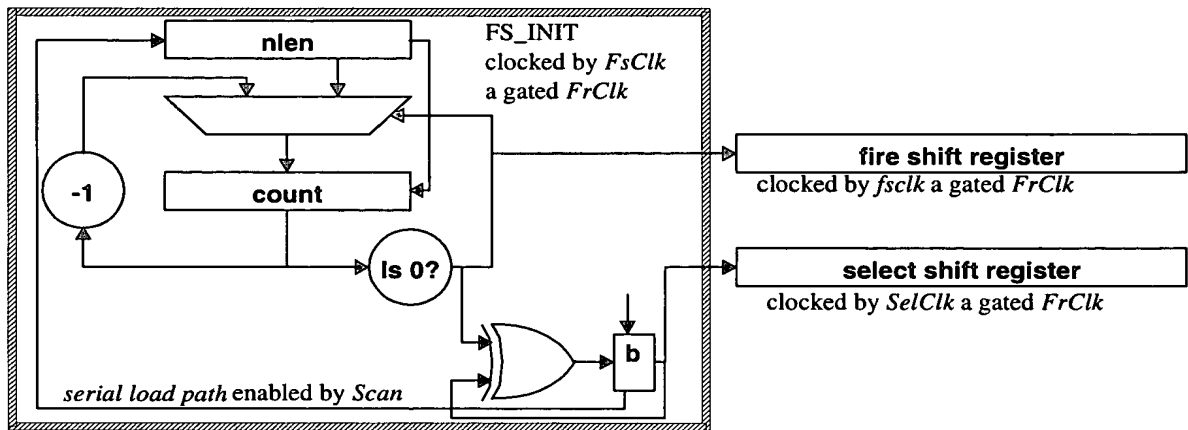 nlen
FS_INIT
clocked by FsClk
a gated FrClk
fire shift register
clocked by fsclk a gated FrClk
-1
count
Is 0?
select shift register
clocked by SelClk a gated FrClk
b
serial load path enabled by Scan